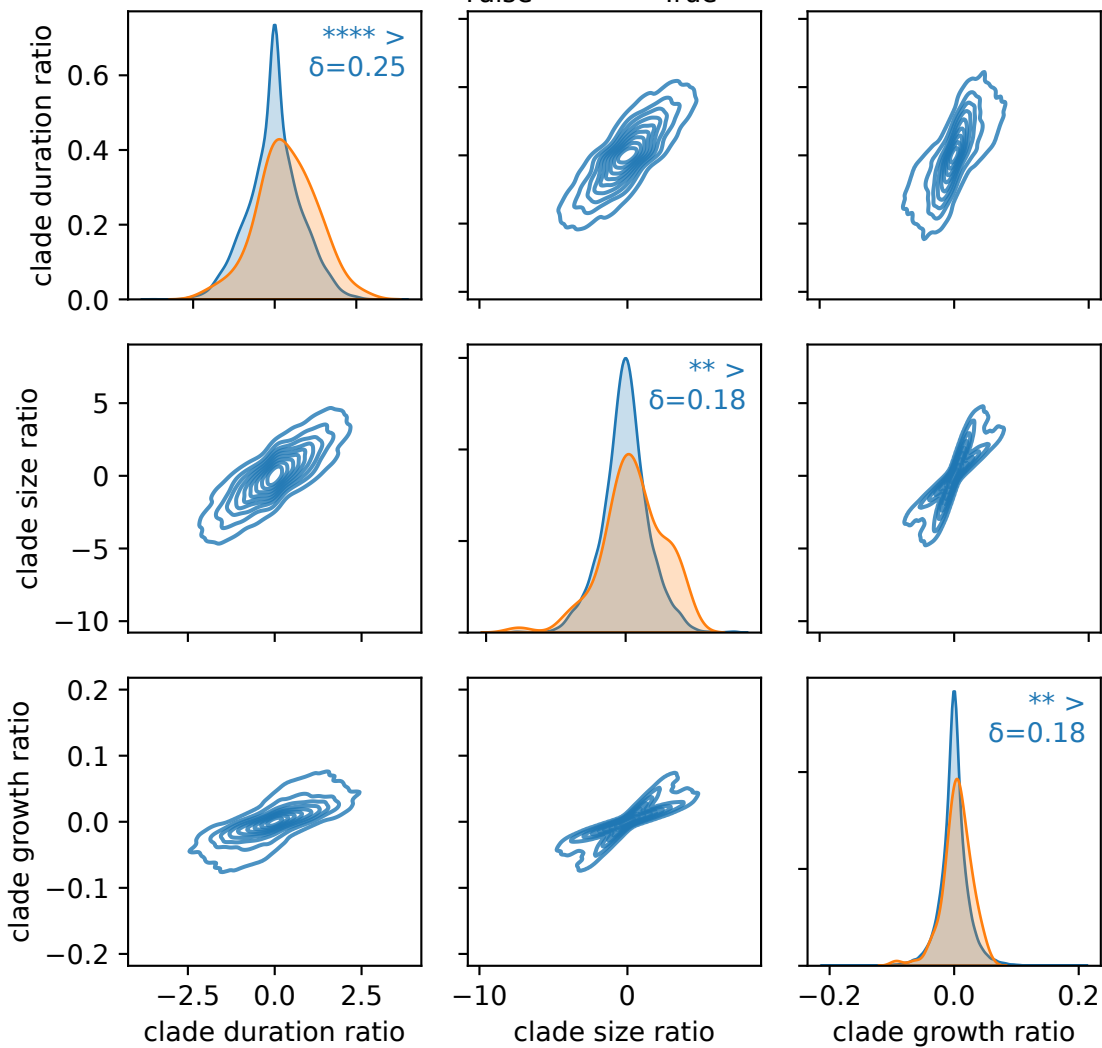 False True
clade duration ratio
0.6
0.4
0.2
0.0
**** >
δ=0.25
clade size ratio
5
0
−5
−10
** >
δ=0.18
clade growth ratio
0.2
0.1
0.0
−0.1
−0.2
** >
δ=0.18
−2.5 0.0 2.5
−10 0
−0.2 0.0 0.2
clade duration ratio
clade size ratio
clade growth ratio